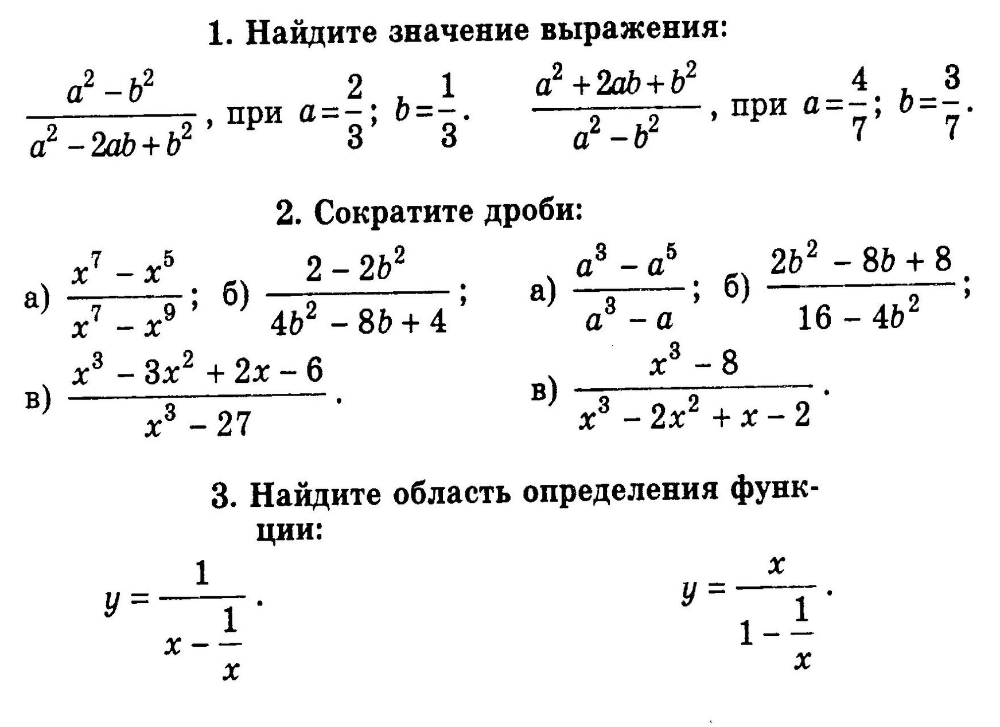 1. Найдите значение выражения:
\frac{a^2 - b^2}{a^2 - 2ab + b^2}, при a = \frac{2}{3}; b = \frac{1}{3}. \frac{a^2 + 2ab + b^2}{a^2 - b^2}, при a = \frac{4}{7}; b = \frac{3}{7}.
2. Сократите дроби:
а) \frac{x^7 - x^5}{x^7 - x^9}; б) \frac{2 - 2b^2}{4b^2 - 8b + 4}; а) \frac{a^3 - a^5}{a^3 - a}; б) \frac{2b^2 - 8b + 8}{16 - 4b^2};
в) \frac{x^3 - 3x^2 + 2x - 6}{x^3 - 27}. в) \frac{x^3 - 8}{x^3 - 2x^2 + x - 2}.
3. Найдите область определения функ-
ции:
y = \frac{1}{x - \frac{1}{x}}. y = \frac{x}{1 - \frac{1}{x}}.